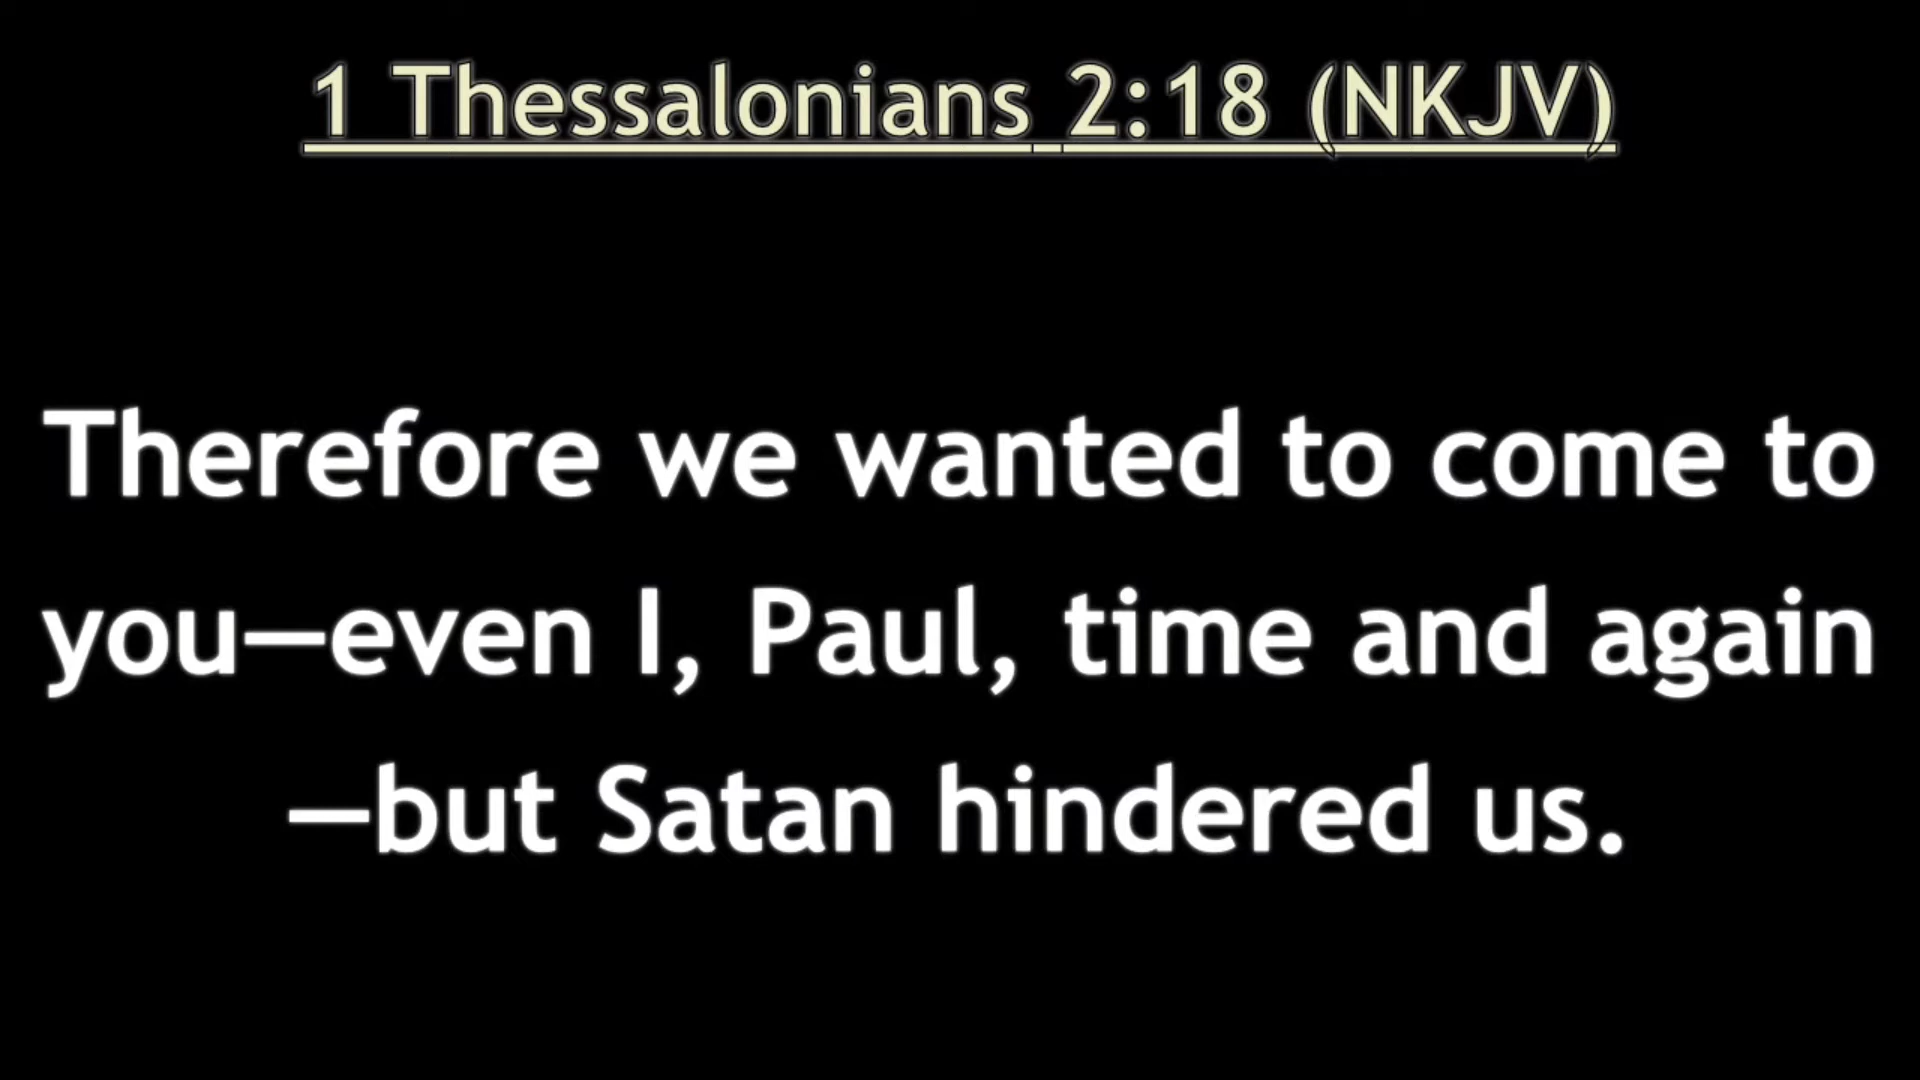 1 Thessalonians 2:18 (NKJV)
Therefore we wanted to come to
you—even I, Paul, time and again
—but Satan hindered us.